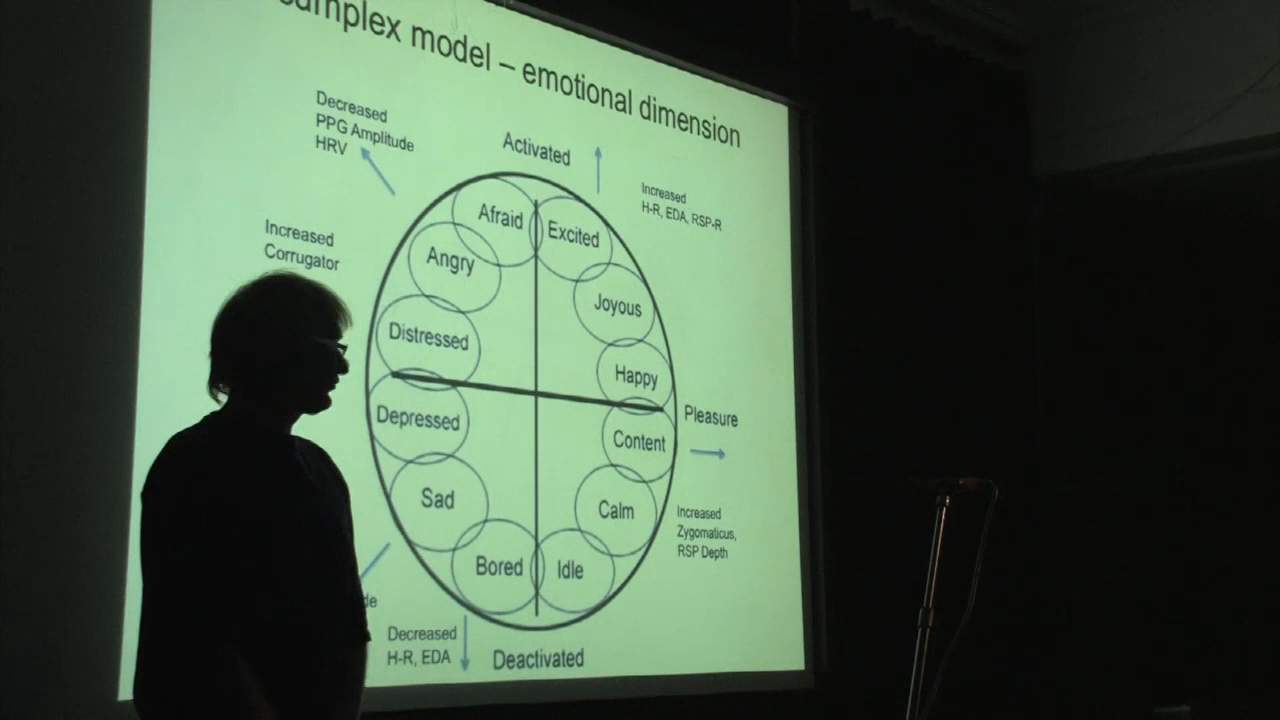 cumplex model – emotional dimension
Decreased
PPG Amplitude
HRV
Activated
Increased
H-R, EDA, RSP-R
Increased
Corrugator
Afraid
Excited
Angry
Joyous
Distressed
Happy
Depressed
Content
Pleasure
Sad
Calm
Increased
Zygomaticus,
RSP Depth
Bored
Idle
Decreased
H-R, EDA
Deactivated